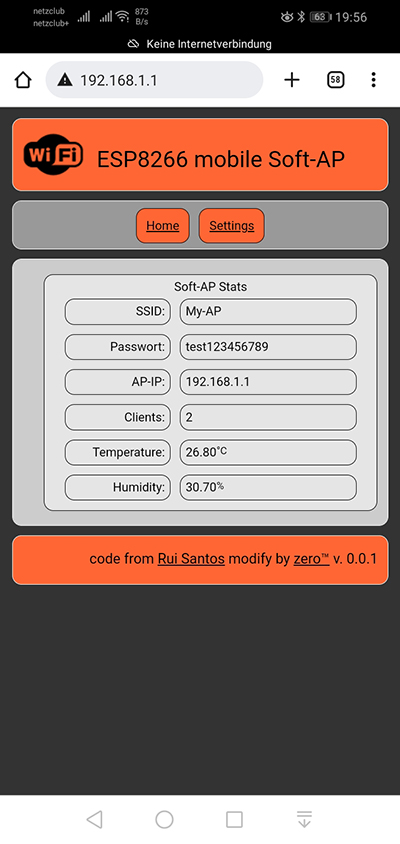 netzclub
netzclub+
873
B/s
63
19:56
Keine Internetverbindung
192.168.1.1
58
WiFi
ESP8266 mobile Soft-AP
Home Settings
Soft-AP Stats
SSID: My-AP
Passwort: test123456789
AP-IP: 192.168.1.1
Clients: 2
Temperature: 26.80°C
Humidity: 30.70%
code from Rui Santos modify by zero™ v. 0.0.1